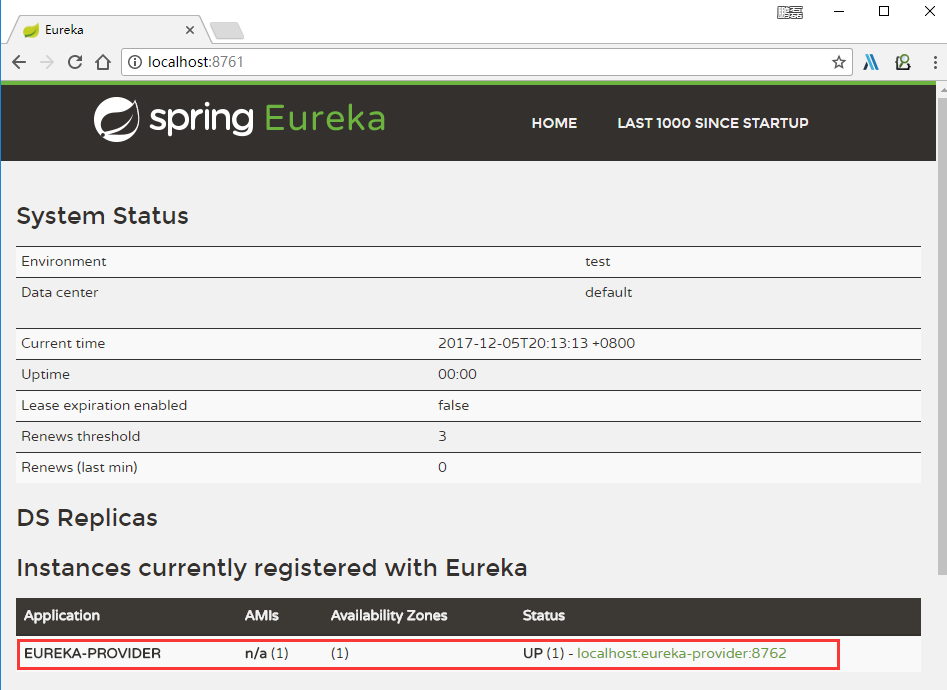 Eureka
localhost:8761
spring Eureka
HOME
LAST 1000 SINCE STARTUP
System Status
Environment test
Data center default
Current time 2017-12-05T20:13:13 +0800
Uptime 00:00
Lease expiration enabled false
Renews threshold 3
Renews (last min) 0
DS Replicas
Instances currently registered with Eureka
Application AMIs Availability Zones Status
EUREKA-PROVIDER n/a (1) (1) UP (1) - localhost:eureka-provider:8762